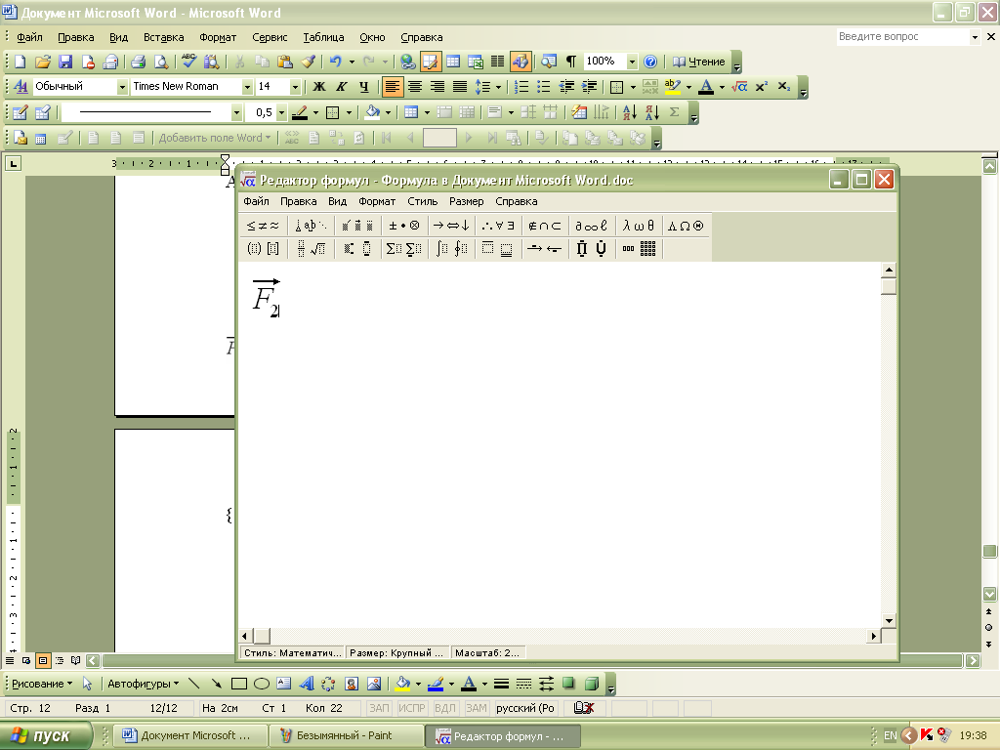 Документ Microsoft Word - Microsoft Word
Файл Правка Вид Вставка Формат Сервис Таблица Окно Справка
Введите вопрос
100% Чтение
Обычный Times New Roman 14 Ж К Ч
0,5
Добавить поле Word
Редактор формул - Формула в Документ Microsoft Word.doc
Файл Правка Вид Формат Стиль Размер Справка
F2
{
Стиль: Математич... Размер: Крупный ... Масштаб: 2...
Рисование Автофигуры
Стр. 12 Разд 1 12/12 На 2см Ст 1 Кол 22 ЗАП ИСПР ВДЛ ЗАМ русский (Ро
пуск Документ Microsoft ... Безымянный - Paint Редактор формул - ... EN 19:38